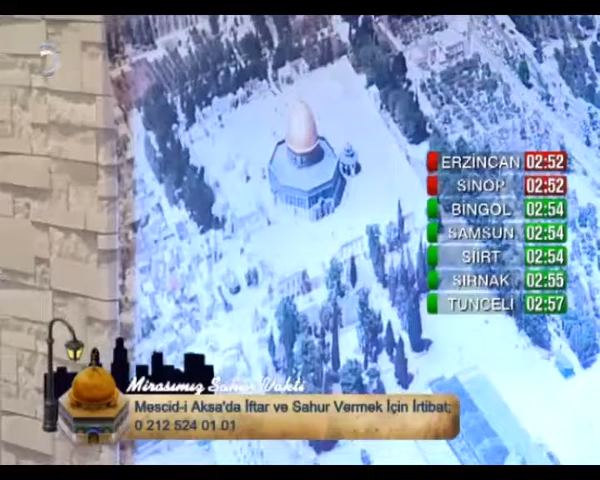 ERZİNCAN 02:52
SİNOP 02:52
BİNGÖL 02:54
SAMSUN 02:54
SİİRT 02:54
ŞIRNAK 02:55
TUNCELİ 02:57
Mirasımız Sahur Vakti
Mescid-i Aksa'da İftar ve Sahur Vermek İçin İrtibat;
0 212 524 01 01